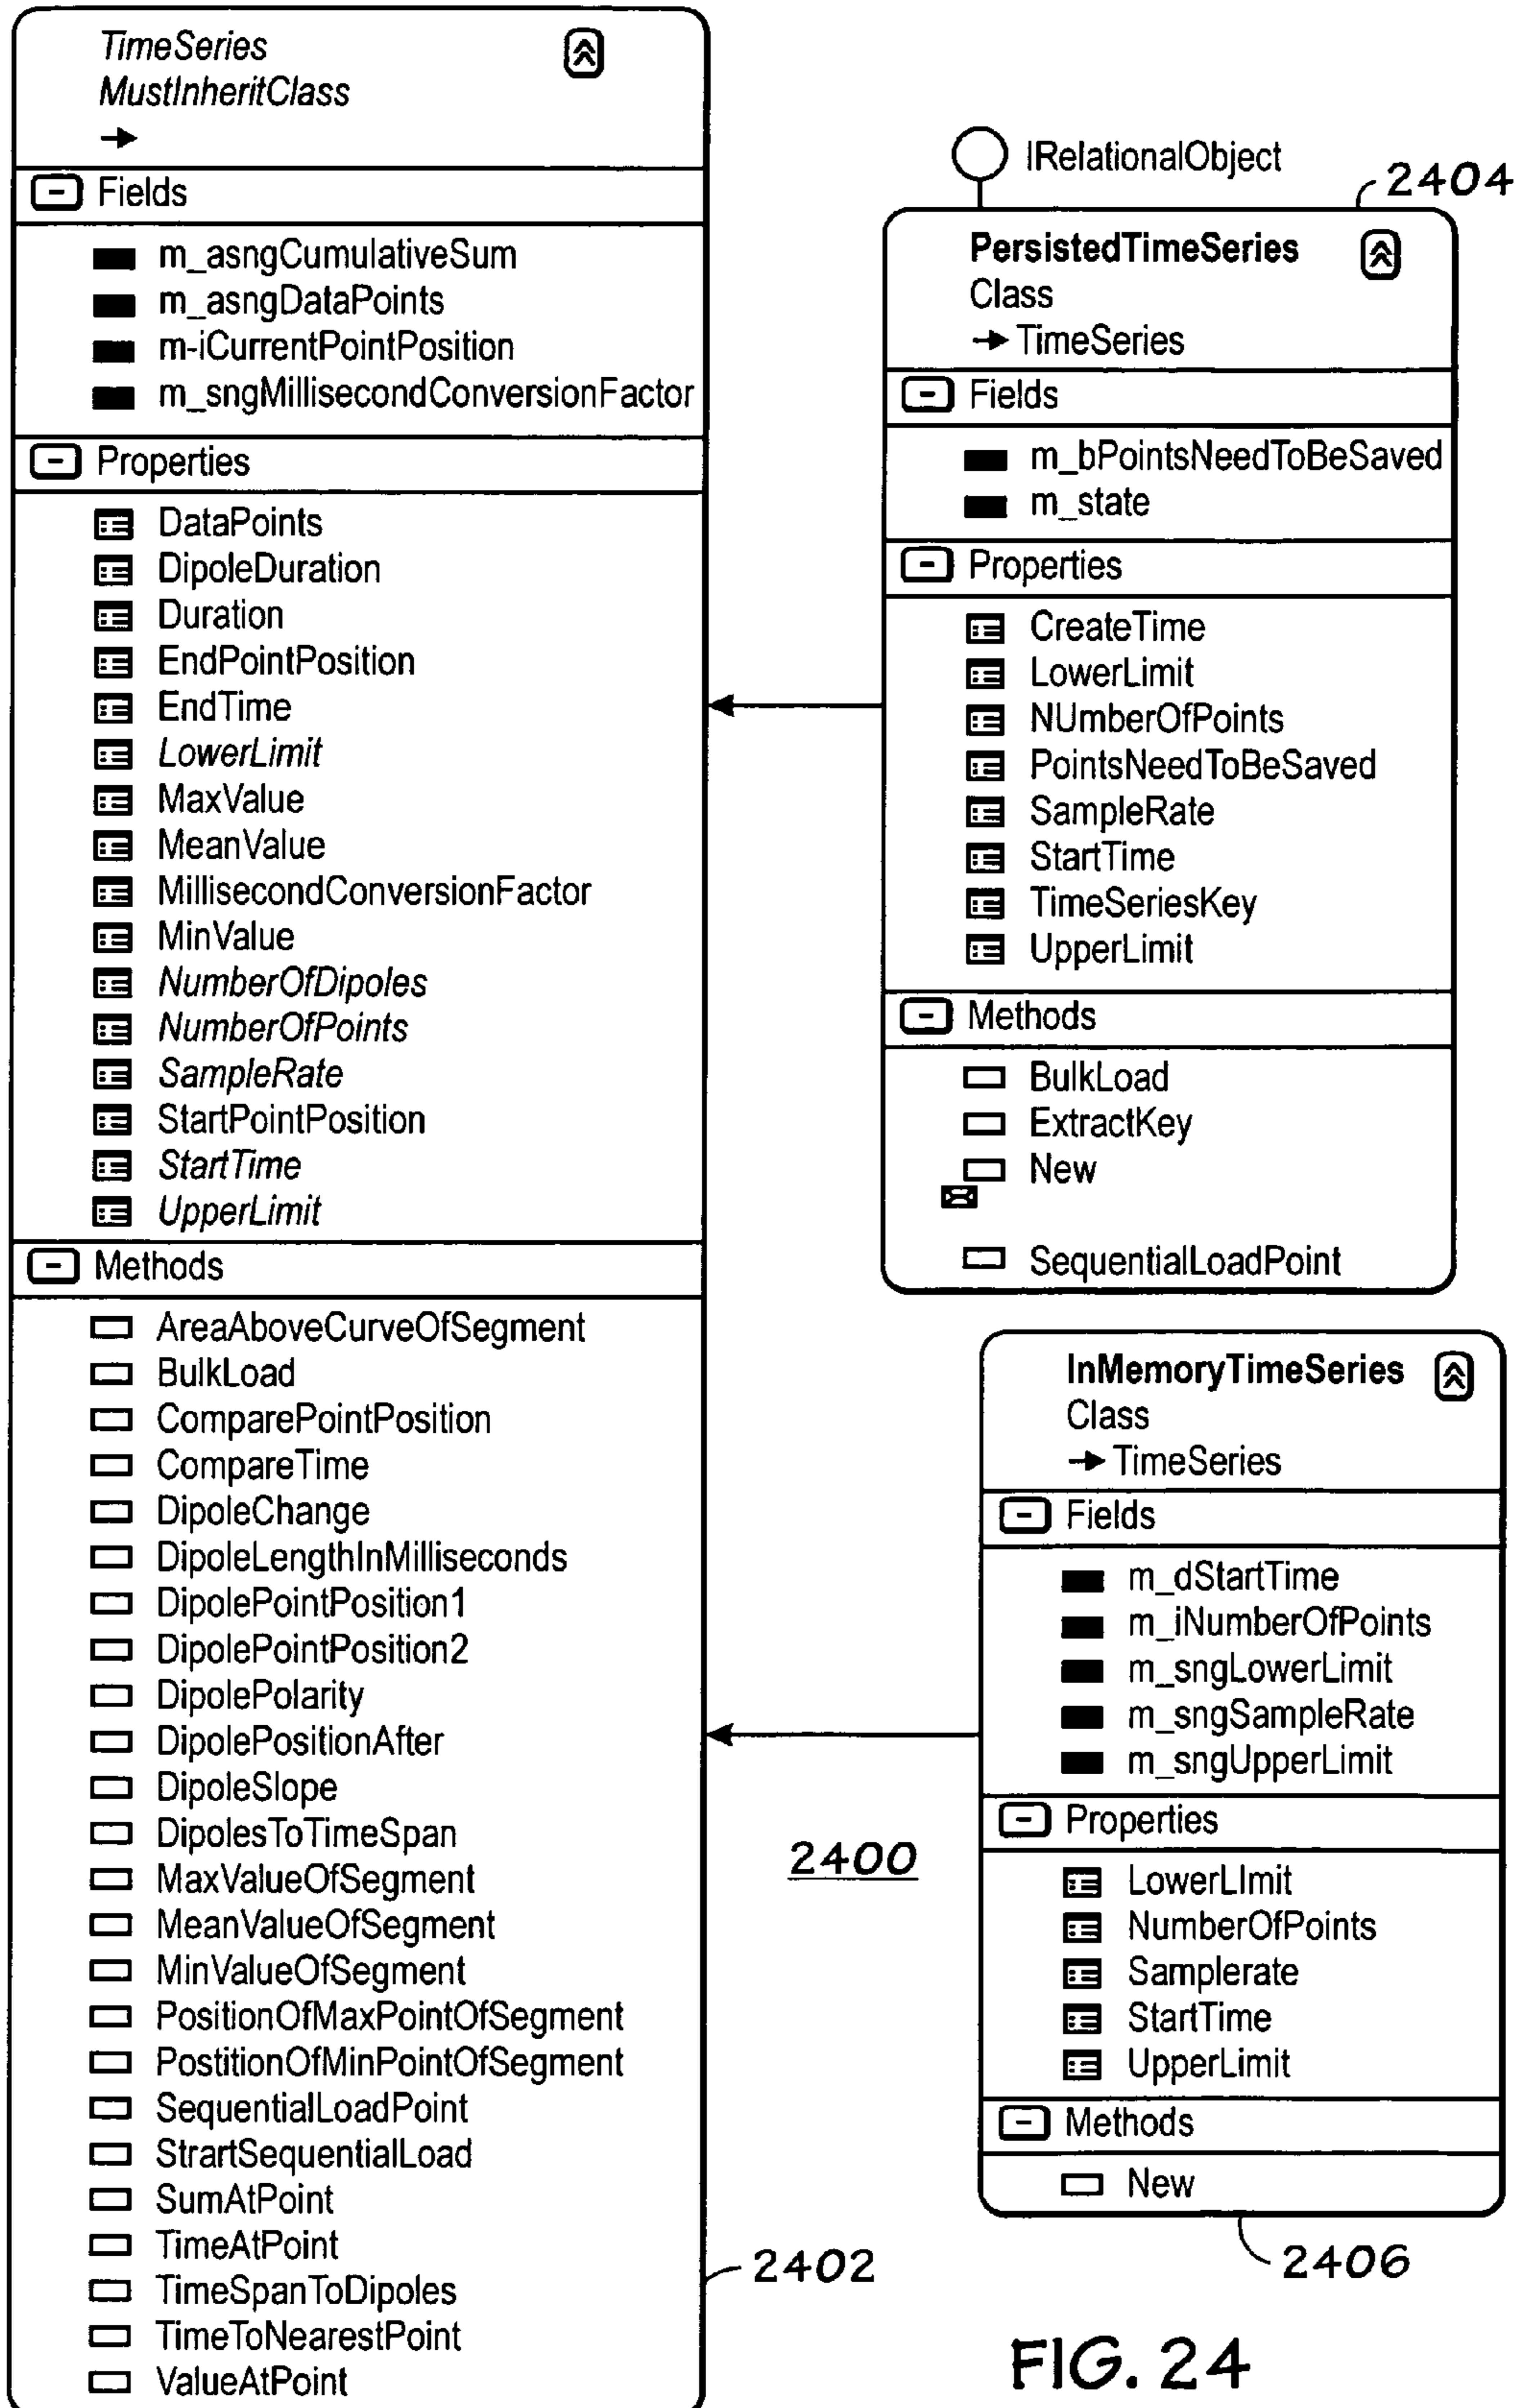 TimeSeries
MustInheritClass
Fields
m_asngCumulativeSum
m_asngDataPoints
m-iCurrentPointPosition
m_sngMillisecondConversionFactor
Properties
DataPoints
DipoleDuration
Duration
EndPointPosition
EndTime
LowerLimit
MaxValue
MeanValue
MillisecondConversionFactor
MinValue
NumberOfDipoles
NumberOfPoints
SampleRate
StartPointPosition
StartTime
UpperLimit
Methods
AreaAboveCurveOfSegment
BulkLoad
ComparePointPosition
CompareTime
DipoleChange
DipoleLengthInMilliseconds
DipolePointPosition1
DipolePointPosition2
DipolePolarity
DipolePositionAfter
DipoleSlope
DipolesToTimeSpan
MaxValueOfSegment
MeanValueOfSegment
MinValueOfSegment
PositionOfMaxPointOfSegment
PostitionOfMinPointOfSegment
SequentialLoadPoint
StrartSequentialLoad
SumAtPoint
TimeAtPoint
TimeSpanToDipoles
TimeToNearestPoint
ValueAtPoint
2402
IRelationalObject
2404
PersistedTimeSeries
Class
TimeSeries
Fields
m_bPointsNeedToBeSaved
m_state
Properties
CreateTime
LowerLimit
NUmberOfPoints
PointsNeedToBeSaved
SampleRate
StartTime
TimeSeriesKey
UpperLimit
Methods
BulkLoad
ExtractKey
New
SequentialLoadPoint
InMemoryTimeSeries
Class
TimeSeries
Fields
m_dStartTime
m_iNumberOfPoints
m_sngLowerLimit
m_sngSampleRate
m_sngUpperLimit
Properties
LowerLImit
NumberOfPoints
Samplerate
StartTime
UpperLimit
Methods
New
2406
2400
FIG. 24